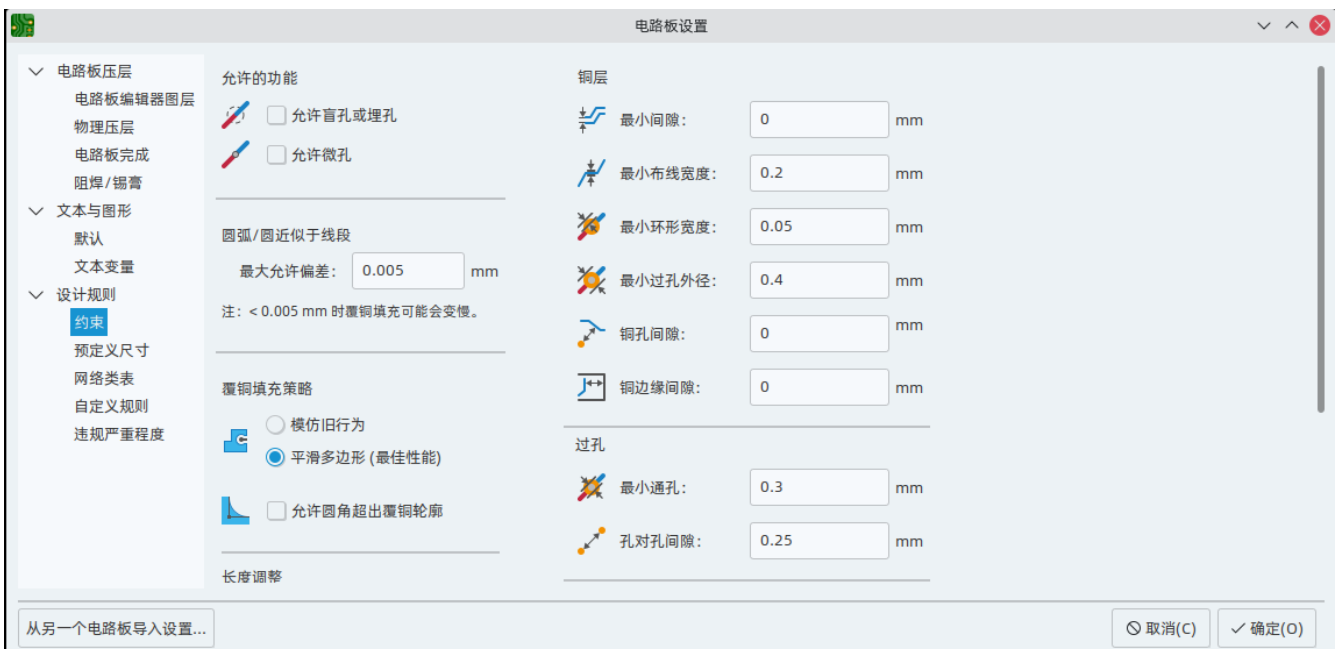 电路板设置
电路板压层
电路板编辑器图层
物理压层
电路板完成
阻焊/锡膏
文本与图形
默认
文本变量
设计规则
约束
预定义尺寸
网络类表
自定义规则
违规严重程度
允许的功能
允许盲孔或埋孔
允许微孔
圆弧/圆近似于线段
最大允许偏差: 0.005 mm
注: < 0.005 mm 时覆铜填充可能会变慢。
覆铜填充策略
模仿旧行为
平滑多边形 (最佳性能)
允许圆角超出覆铜轮廓
长度调整
铜层
最小间隙: 0 mm
最小布线宽度: 0.2 mm
最小环形宽度: 0.05 mm
最小过孔外径: 0.4 mm
铜孔间隙: 0 mm
铜边缘间隙: 0 mm
过孔
最小通孔: 0.3 mm
孔对孔间隙: 0.25 mm
从另一个电路板导入设置...
取消(C)
确定(O)